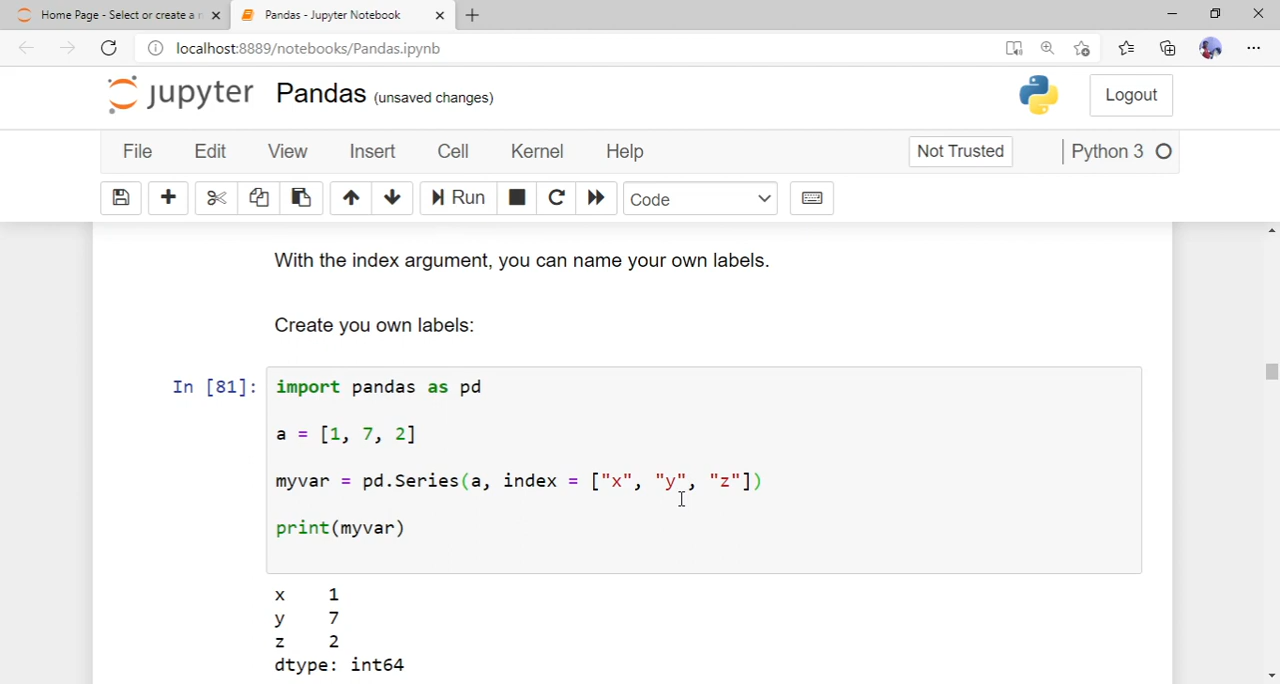 Home Page - Select or create a n
Pandas - Jupyter Notebook
localhost:8889/notebooks/Pandas.ipynb
jupyter Pandas (unsaved changes)
Logout
File Edit View Insert Cell Kernel Help Not Trusted Python 3
Run Code
With the index argument, you can name your own labels.
Create you own labels:
In [81]: import pandas as pd
a = [1, 7, 2]
myvar = pd.Series(a, index = ["x", "y", "z"])
print(myvar)
x 1
y 7
z 2
dtype: int64